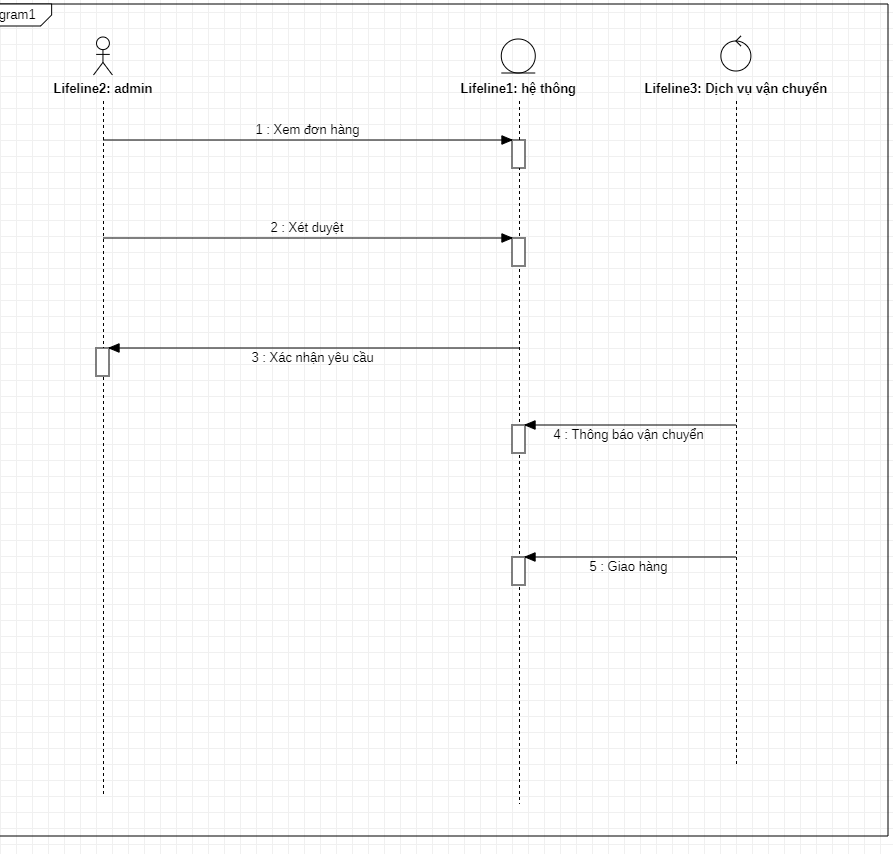 gram1
Lifeline2: admin
Lifeline1: hệ thông
Lifeline3: Dịch vụ vận chuyển
1 : Xem đơn hàng
2 : Xét duyệt
3 : Xác nhận yêu cầu
4 : Thông báo vận chuyển
5 : Giao hàng